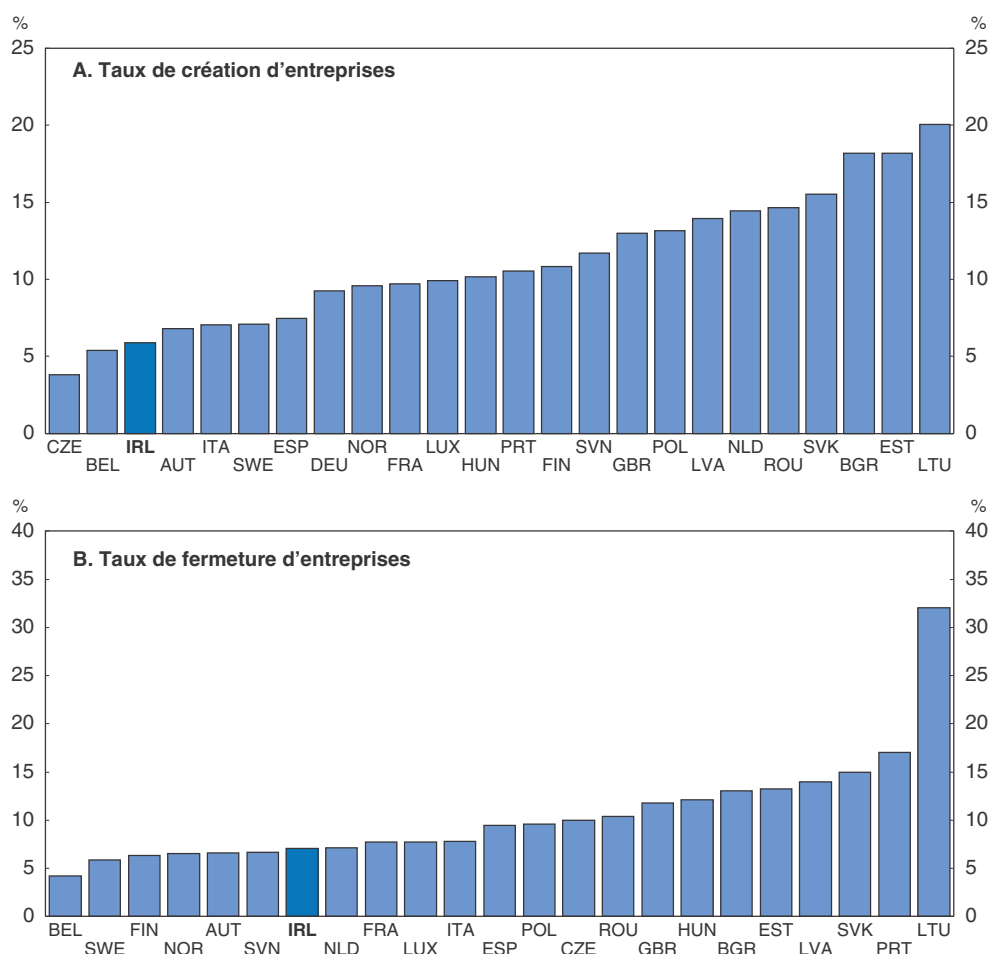 % %
A. Taux de création d'entreprises
25 25
20 20
15 15
10 10
5 5
0 0
CZE IRL ITA ESP NOR LUX PRT SVN POL NLD SVK EST
BEL AUT SWE DEU FRA HUN FIN GBR LVA ROU BGR LTU
% %
40 40
B. Taux de fermeture d'entreprises
35 35
30 30
25 25
20 20
15 15
10 10
5 5
0 0
BEL FIN AUT IRL FRA ITA POL ROU HUN EST SVK LTU
SWE NOR SVN NLD LUX ESP CZE GBR BGR LVA PRT